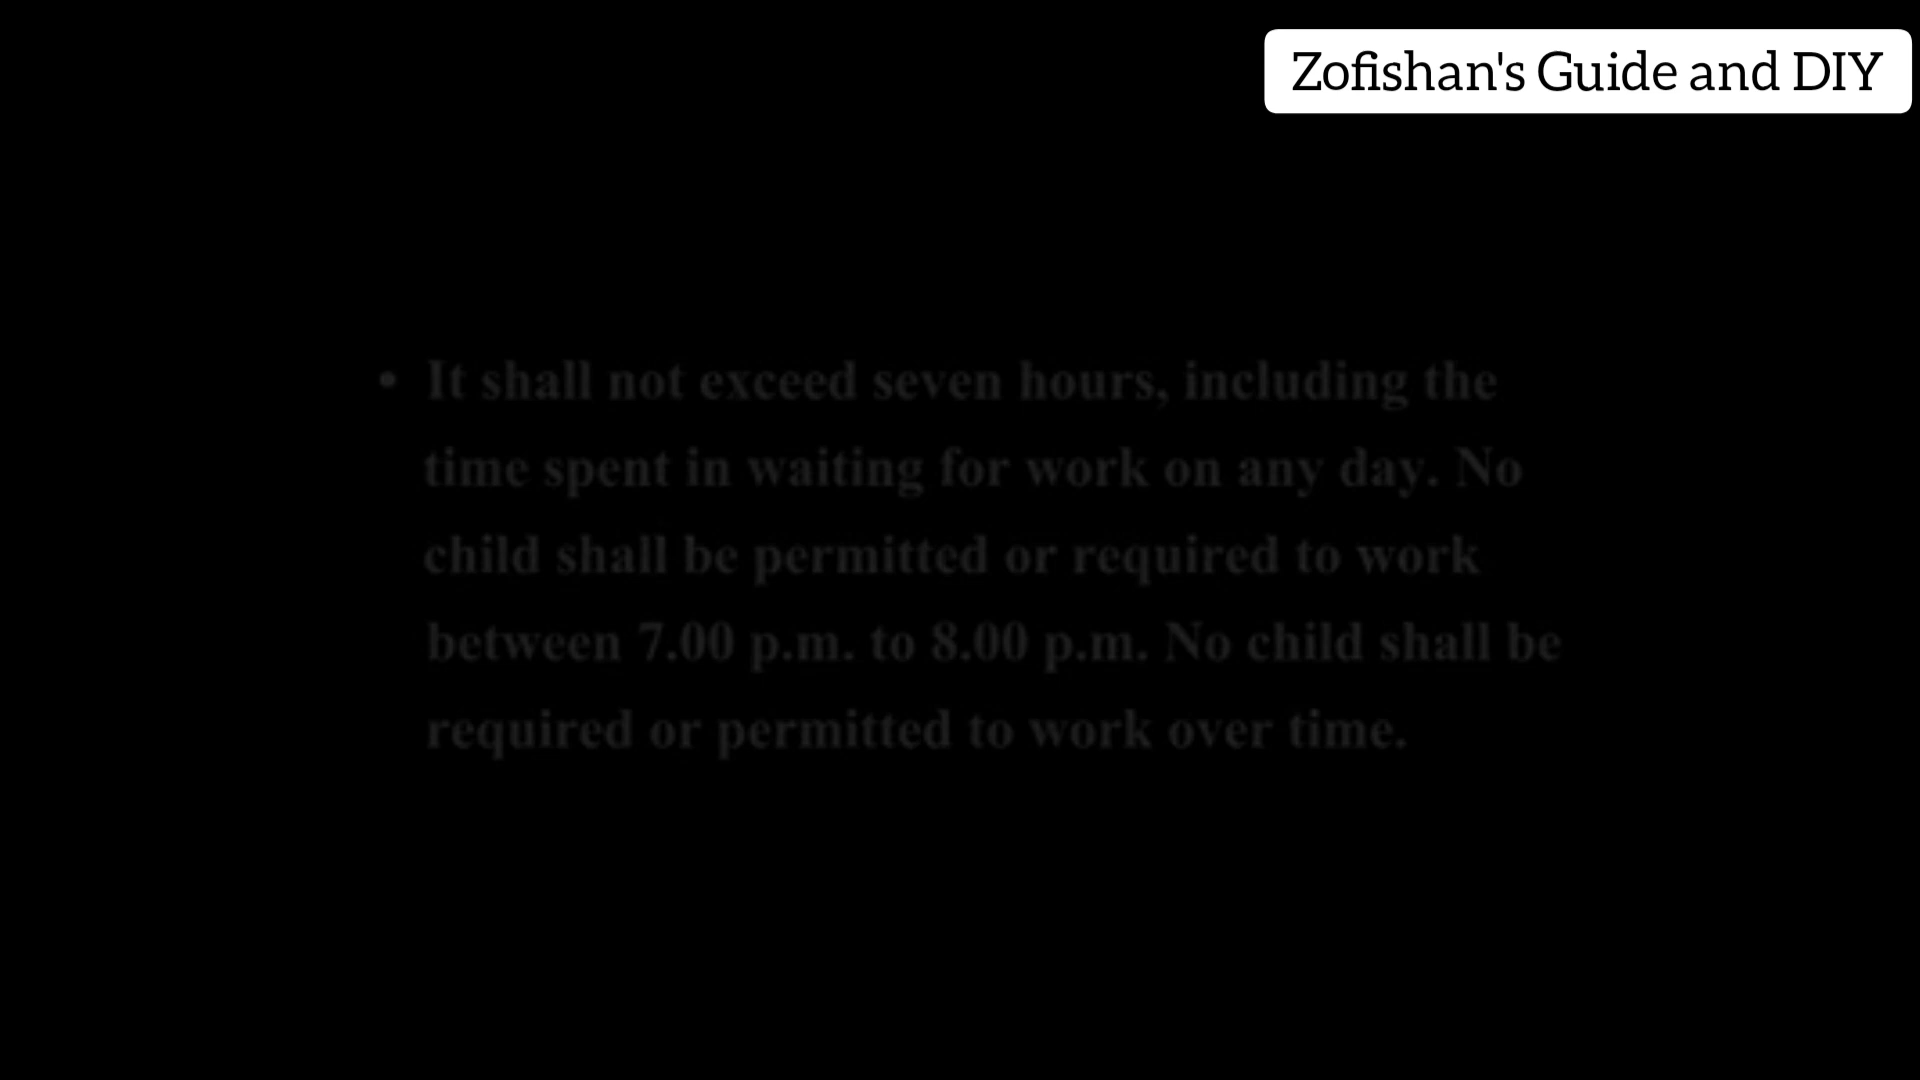 Zofishan's Guide and DIY
• It shall not exceed seven hours, including the
time spent in waiting for work on any day. No
child shall be permitted or required to work
between 7.00 p.m. to 8.00 p.m. No child shall be
required or permitted to work over time.